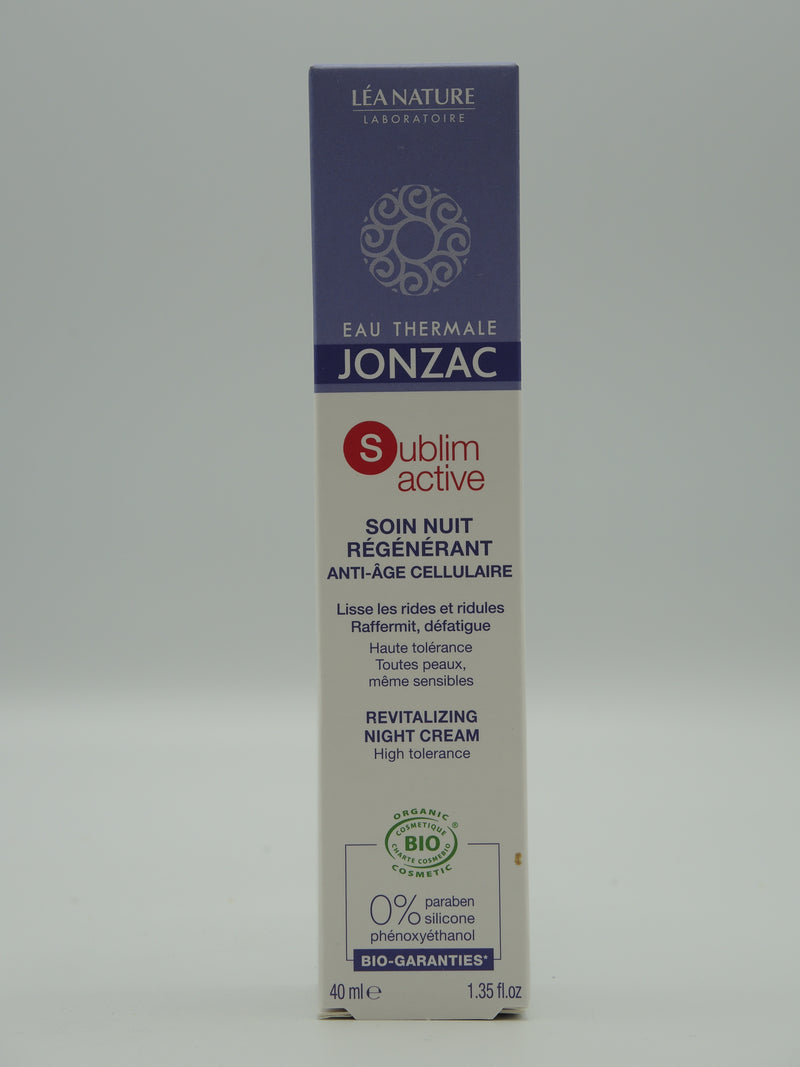 LÉA NATURE
LABORATOIRE
EAU THERMALE
JONZAC
Sublim
active
SOIN NUIT
RÉGÉNÉRANT
ANTI-ÂGE CELLULAIRE
Lisse les rides et ridules
Raffermit, défatigue
Haute tolérance
Toutes peaux,
même sensibles
REVITALIZING
NIGHT CREAM
High tolerance
ORGANIC
COSMETIQUE
®
BIO
CHARTE COSMEBIO
COSMETIC
0% paraben
silicone
phénoxyéthanol
BIO-GARANTIES*
40 ml ℮ 1.35 fl.oz